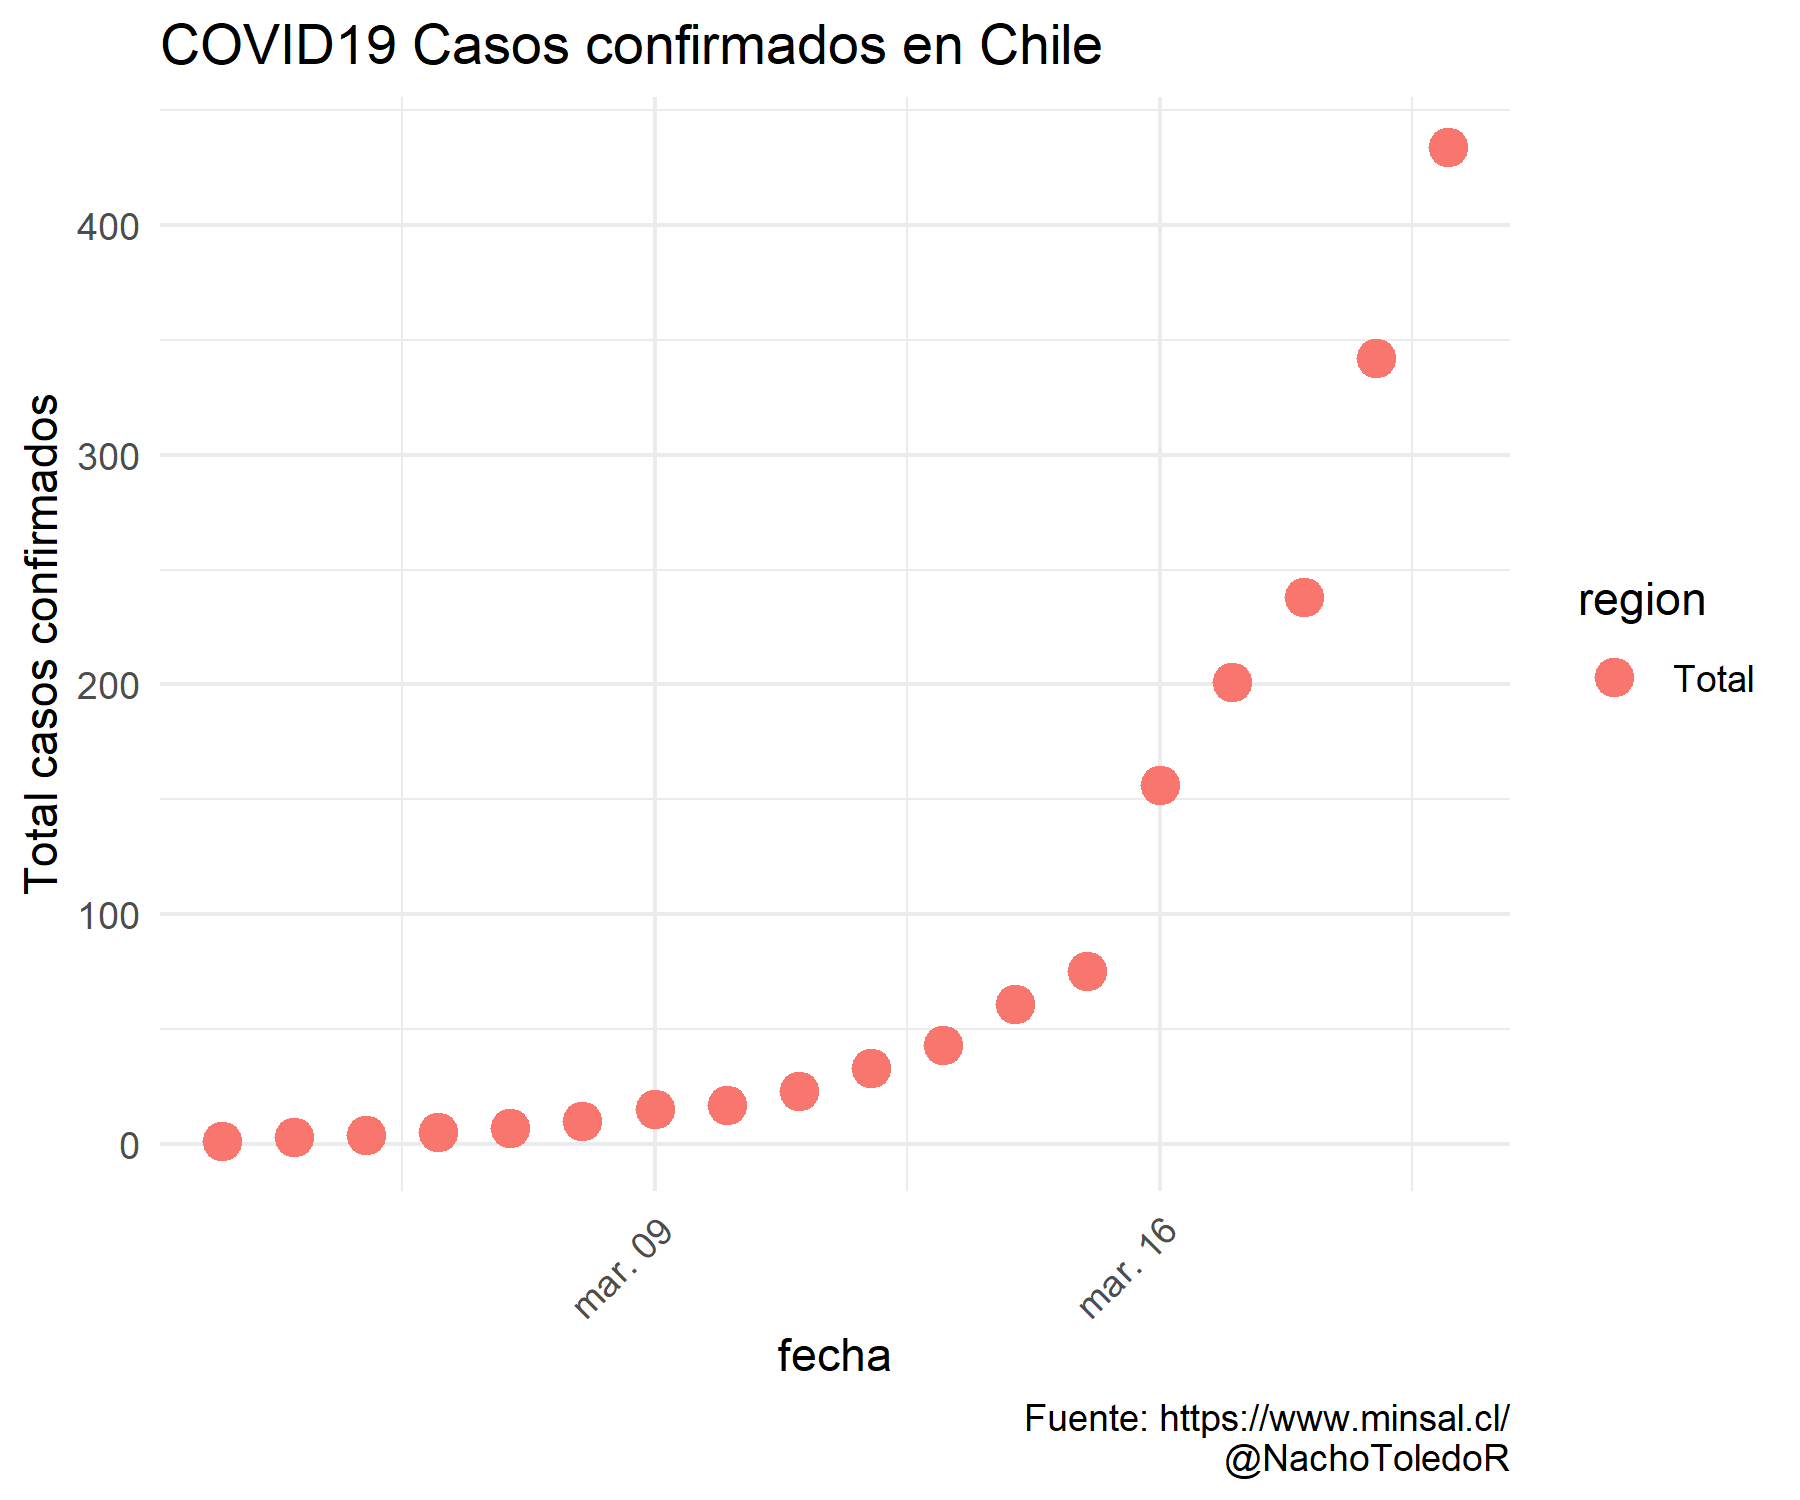 COVID19 Casos confirmados en Chile
Total casos confirmados
400
300
200
100
0
mar. 09
mar. 16
fecha
region
Total
Fuente: https://www.minsal.cl/
@NachoToledoR